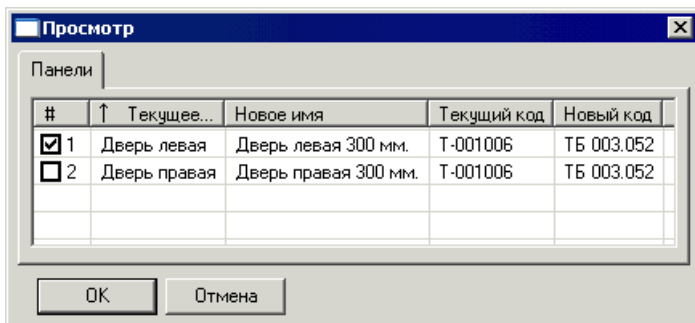 Просмотр
Панели
# ↑ Текущее... Новое имя Текущий код Новый код
1 Дверь левая Дверь левая 300 мм. Т-001006 ТБ 003.052
2 Дверь правая Дверь правая 300 мм. Т-001006 ТБ 003.052
OK Отмена